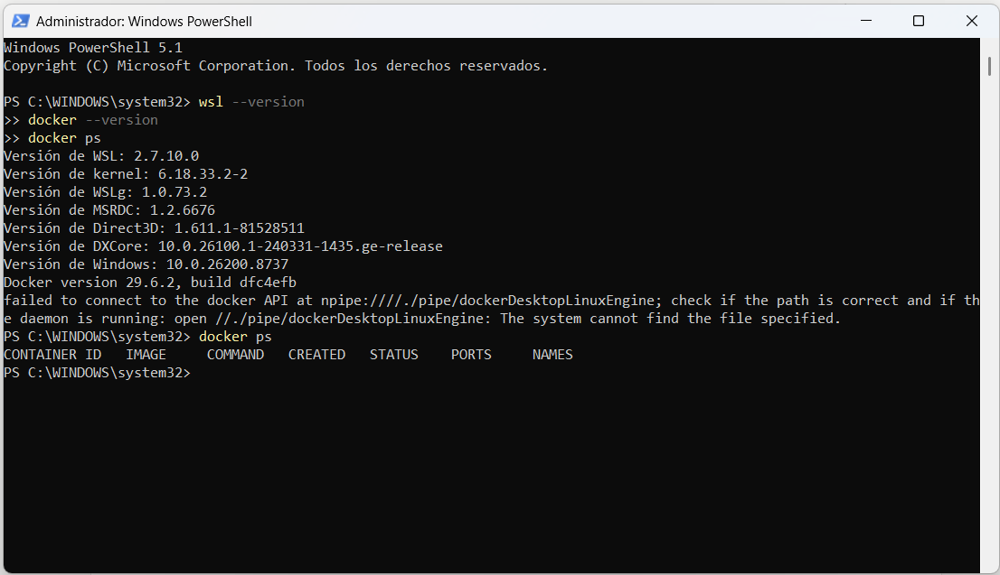 Administrador: Windows PowerShell
Windows PowerShell 5.1
Copyright (C) Microsoft Corporation. Todos los derechos reservados.
PS C:\WINDOWS\system32> wsl --version
>> docker --version
>> docker ps
Versión de WSL: 2.7.10.0
Versión de kernel: 6.18.33.2-2
Versión de WSLg: 1.0.73.2
Versión de MSRDC: 1.2.6676
Versión de Direct3D: 1.611.1-81528511
Versión de DXCore: 10.0.26100.1-240331-1435.ge-release
Versión de Windows: 10.0.26200.8737
Docker version 29.6.2, build dfc4efb
failed to connect to the docker API at npipe:////./pipe/dockerDesktopLinuxEngine; check if the path is correct and if th
e daemon is running: open //./pipe/dockerDesktopLinuxEngine: The system cannot find the file specified.
PS C:\WINDOWS\system32> docker ps
CONTAINER ID   IMAGE     COMMAND   CREATED   STATUS    PORTS     NAMES
PS C:\WINDOWS\system32>